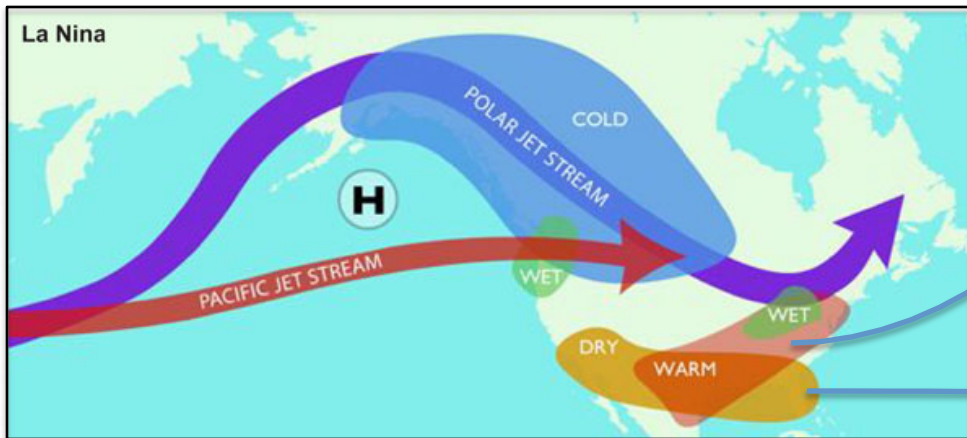 La Nina
POLAR JET STREAM
COLD
H
PACIFIC JET STREAM
WET
WET
DRY
WARM